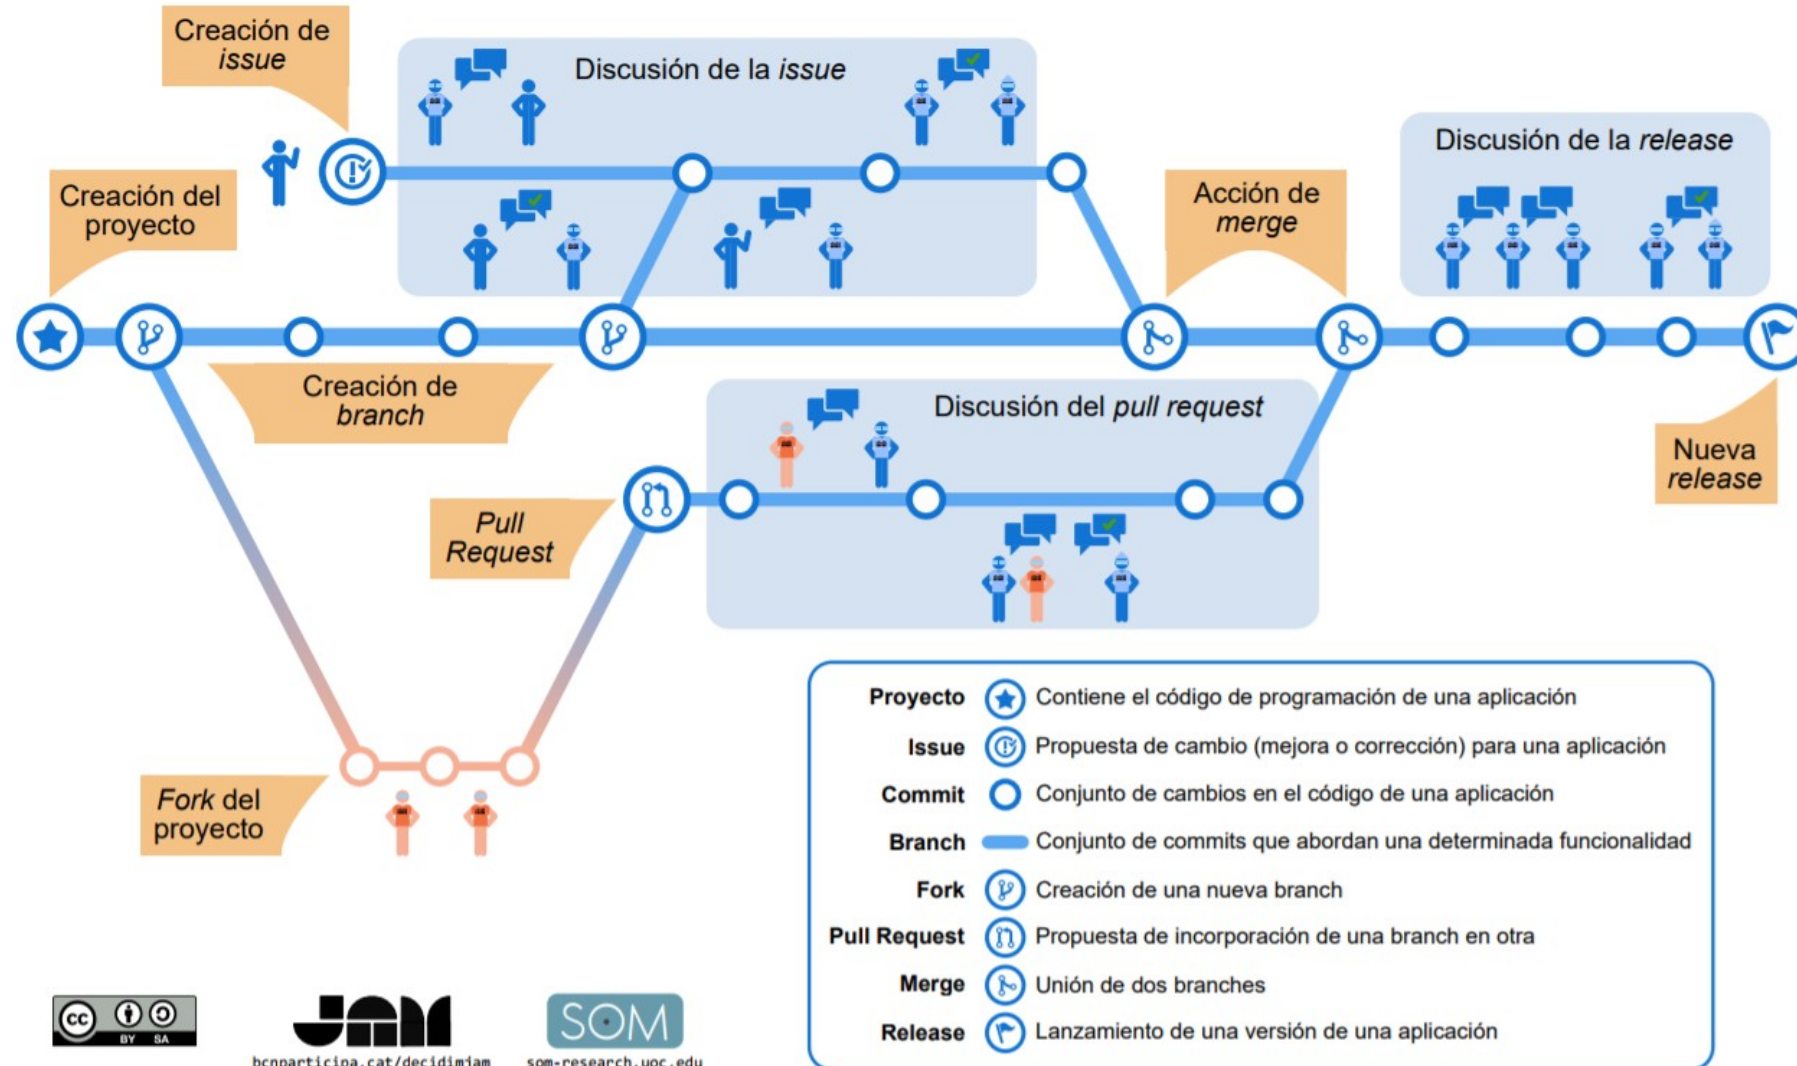 Creación de
issue
Discusión de la issue
Discusión de la release
Creación del
proyecto
Acción de
merge
Creación de
branch
Discusión del pull request
Nueva
release
Pull
Request
Fork del
proyecto
Proyecto Contiene el código de programación de una aplicación
Issue Propuesta de cambio (mejora o corrección) para una aplicación
Commit Conjunto de cambios en el código de una aplicación
Branch Conjunto de commits que abordan una determinada funcionalidad
Fork Creación de una nueva branch
Pull Request Propuesta de incorporación de una branch en otra
Merge Unión de dos branches
Release Lanzamiento de una versión de una aplicación
cc BY SA
JAM
bcnparticipa.cat/decidimjam
SOM
som-research.uoc.edu